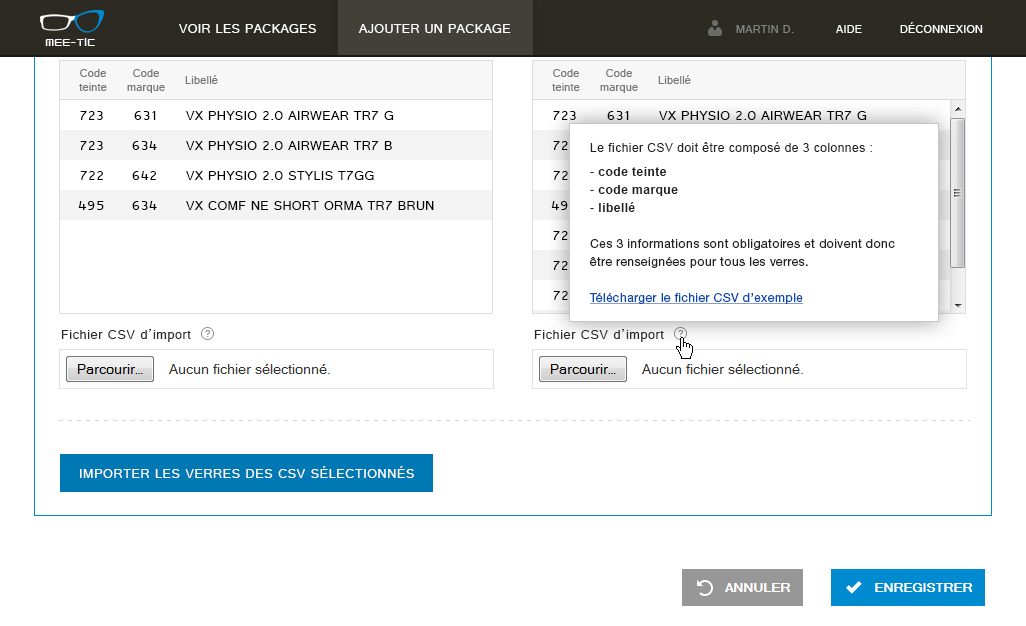 MEE-TIC
VOIR LES PACKAGES
AJOUTER UN PACKAGE
MARTIN D.
AIDE
DÉCONNEXION
Code teinte
Code marque
Libellé
723 631 VX PHYSIO 2.0 AIRWEAR TR7 G
723 634 VX PHYSIO 2.0 AIRWEAR TR7 B
722 642 VX PHYSIO 2.0 STYLIS T7GG
495 634 VX COMF NE SHORT ORMA TR7 BRUN
Fichier CSV d'import ?
Parcourir... Aucun fichier sélectionné.
Code teinte
Code marque
Libellé
723 631 VX PHYSIO 2.0 AIRWEAR TR7 G
72
72
49
72
72
72
Le fichier CSV doit être composé de 3 colonnes :
- code teinte
- code marque
- libellé
Ces 3 informations sont obligatoires et doivent donc
être renseignées pour tous les verres.
Télécharger le fichier CSV d'exemple
Fichier CSV d'import ?
Parcourir... Aucun fichier sélectionné.
IMPORTER LES VERRES DES CSV SÉLECTIONNÉS
ANNULER
ENREGISTRER